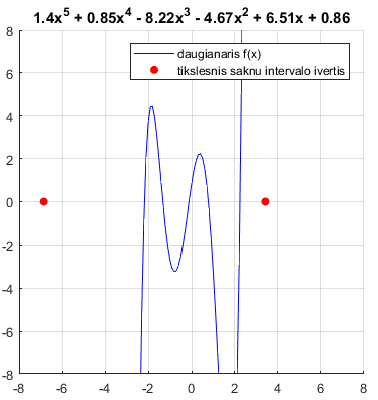 1.4x⁵ + 0.85x⁴ - 8.22x³ - 4.67x² + 6.51x + 0.86
daugianaris f(x)
tikslesnis saknu intervalo ivertis
8
6
4
2
0
-2
-4
-6
-8
-8 -6 -4 -2 0 2 4 6 8